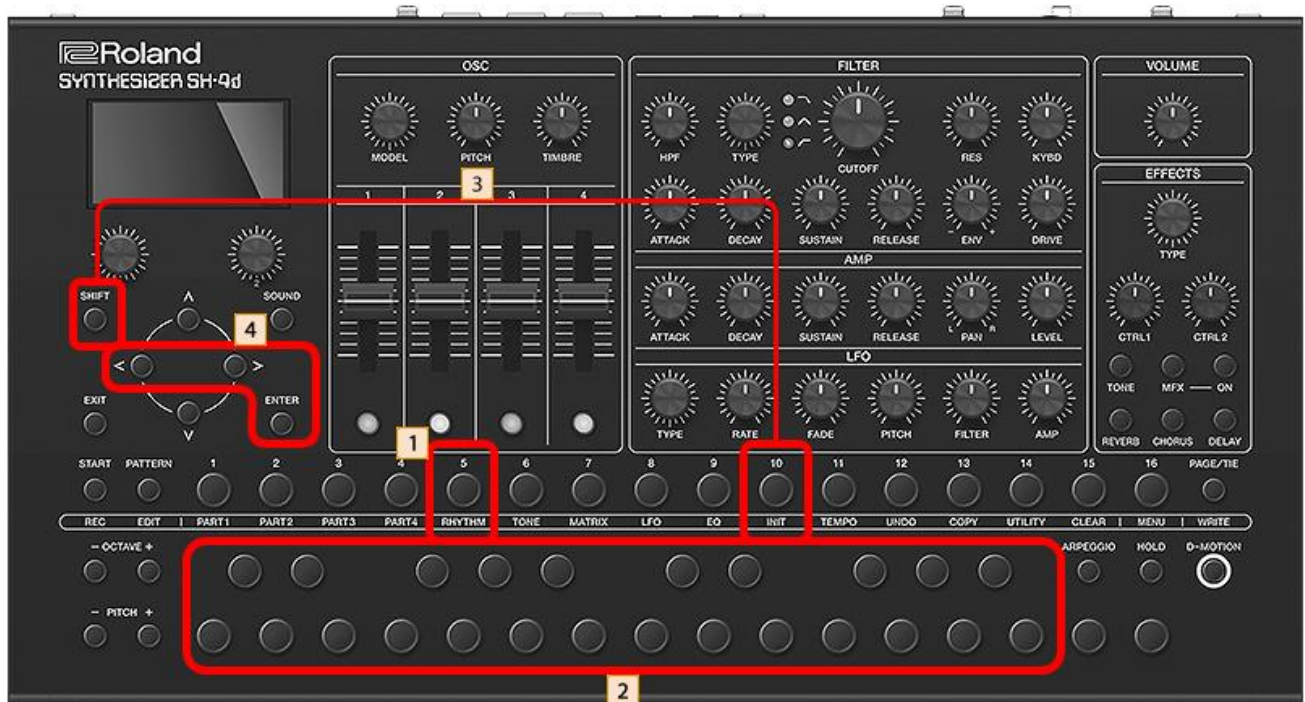 Roland
SYNTHESIZER SH-4d
OSC
MODEL PITCH TIMBRE
3
1 2 3 4
FILTER
HPF TYPE CUTOFF RES KYBD
ATTACK DECAY SUSTAIN RELEASE - ENV + DRIVE
AMP
ATTACK DECAY SUSTAIN RELEASE L PAN R LEVEL
LFO
TYPE RATE FADE PITCH FILTER AMP
VOLUME
EFFECTS
TYPE
CTRL1 CTRL2
TONE MFX ON
REVERB CHORUS DELAY
2
SHIFT SOUND
4
< >
EXIT ENTER
1
START PATTERN 1 2 3 4 5 6 7 8 9 10 11 12 13 14 15 16 PAGE/TIE
REC EDIT | PART1 PART2 PART3 PART4 RHYTHM TONE MATRIX LFO EQ INIT TEMPO UNDO COPY UTILITY CLEAR | MENU | WRITE
- OCTAVE + ARPEGGIO HOLD D-MOTION
- PITCH +
2